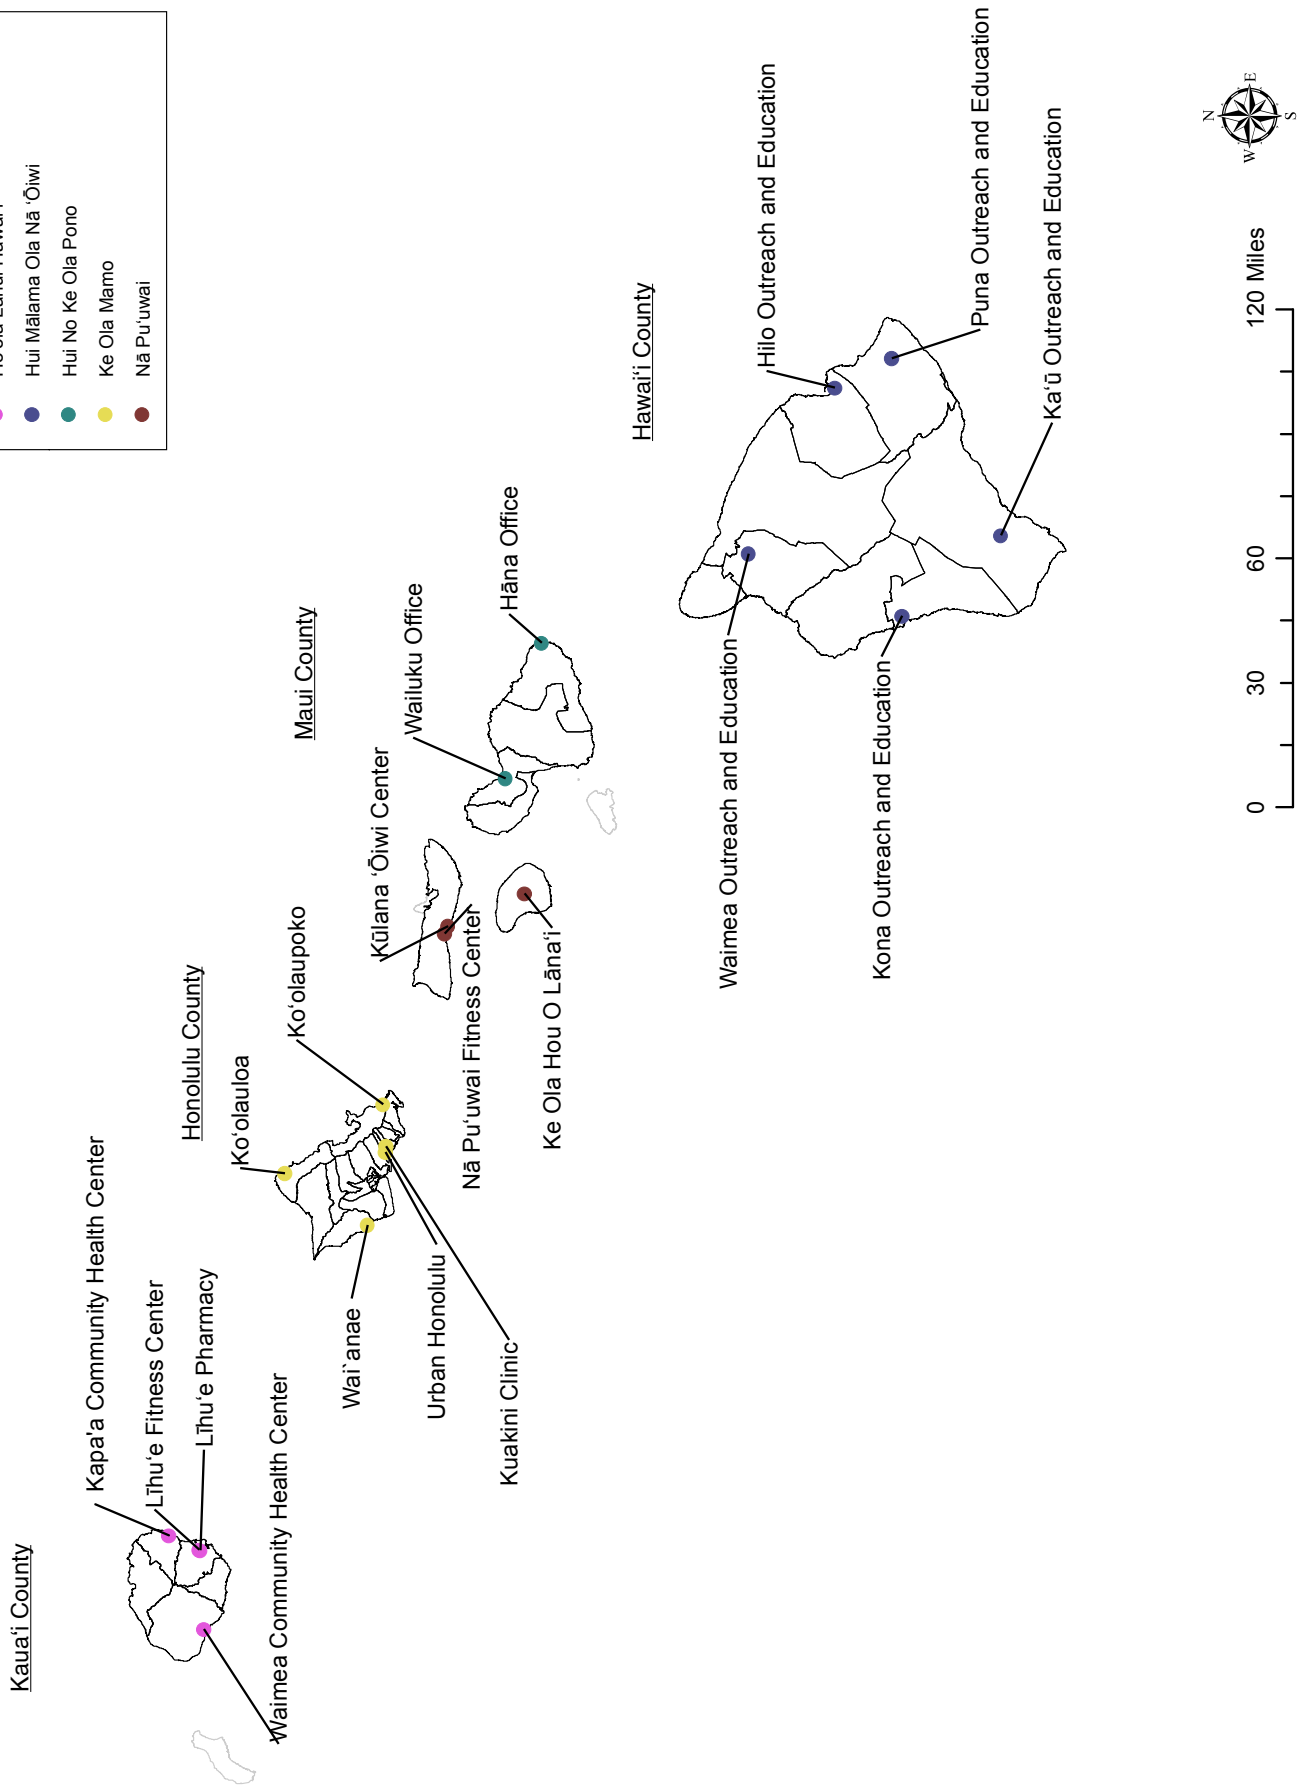 Hui Mālama Ola Nā ʻŌiwi
Hui No Ke Ola Pono
Ke Ola Mamo
Nā Puʻuwai
Kauaʻi County
Kapa'a Community Health Center
Līhuʻe Fitness Center
Līhuʻe Pharmacy
Waimea Community Health Center
Honolulu County
Koʻolauloa
Koʻolaupoko
Wai`anae
Urban Honolulu
Kuakini Clinic
Maui County
Kūlana ʻŌiwi Center
Nā Puʻuwai Fitness Center
Ke Ola Hou O Lānaʻi
Wailuku Office
Hāna Office
Hawaiʻi County
Hilo Outreach and Education
Puna Outreach and Education
Waimea Outreach and Education
Kona Outreach and Education
Kaʻū Outreach and Education
0 30 60 120 Miles
N
W E
S